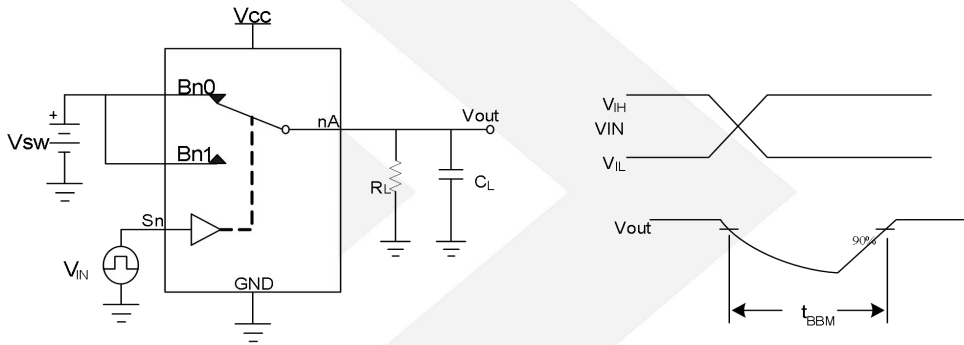 Vcc
Bn0
+
Vsw
Bn1
nA
Vout
RL
CL
Sn
VIN
GND
VIH
VIN
VIL
Vout
90%
tBBM